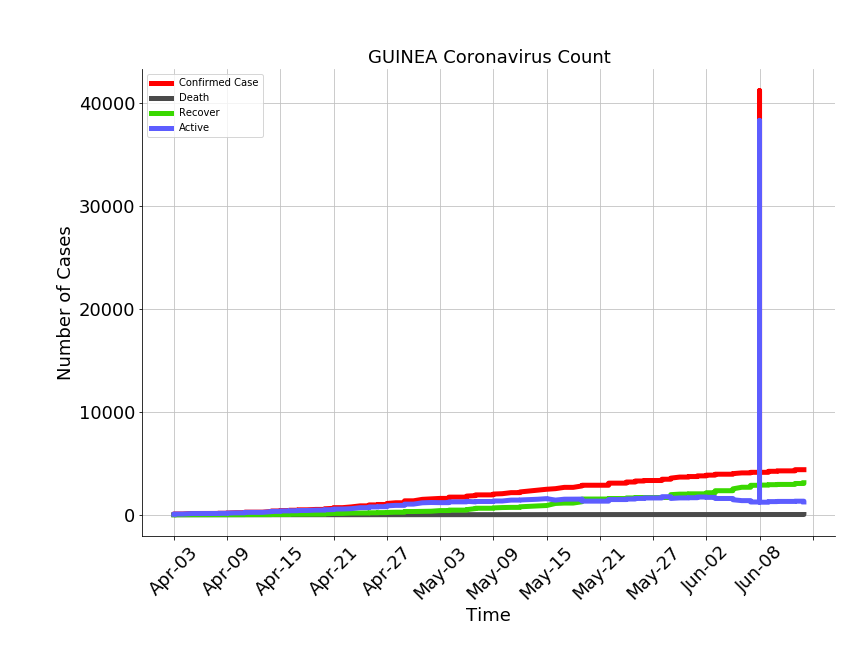 GUINEA Coronavirus Count
Confirmed Case
Death
Recover
Active
40000
30000
20000
10000
0
Number of Cases
Apr-03
Apr-09
Apr-15
Apr-21
Apr-27
May-03
May-09
May-15
May-21
May-27
Jun-02
Jun-08
Time